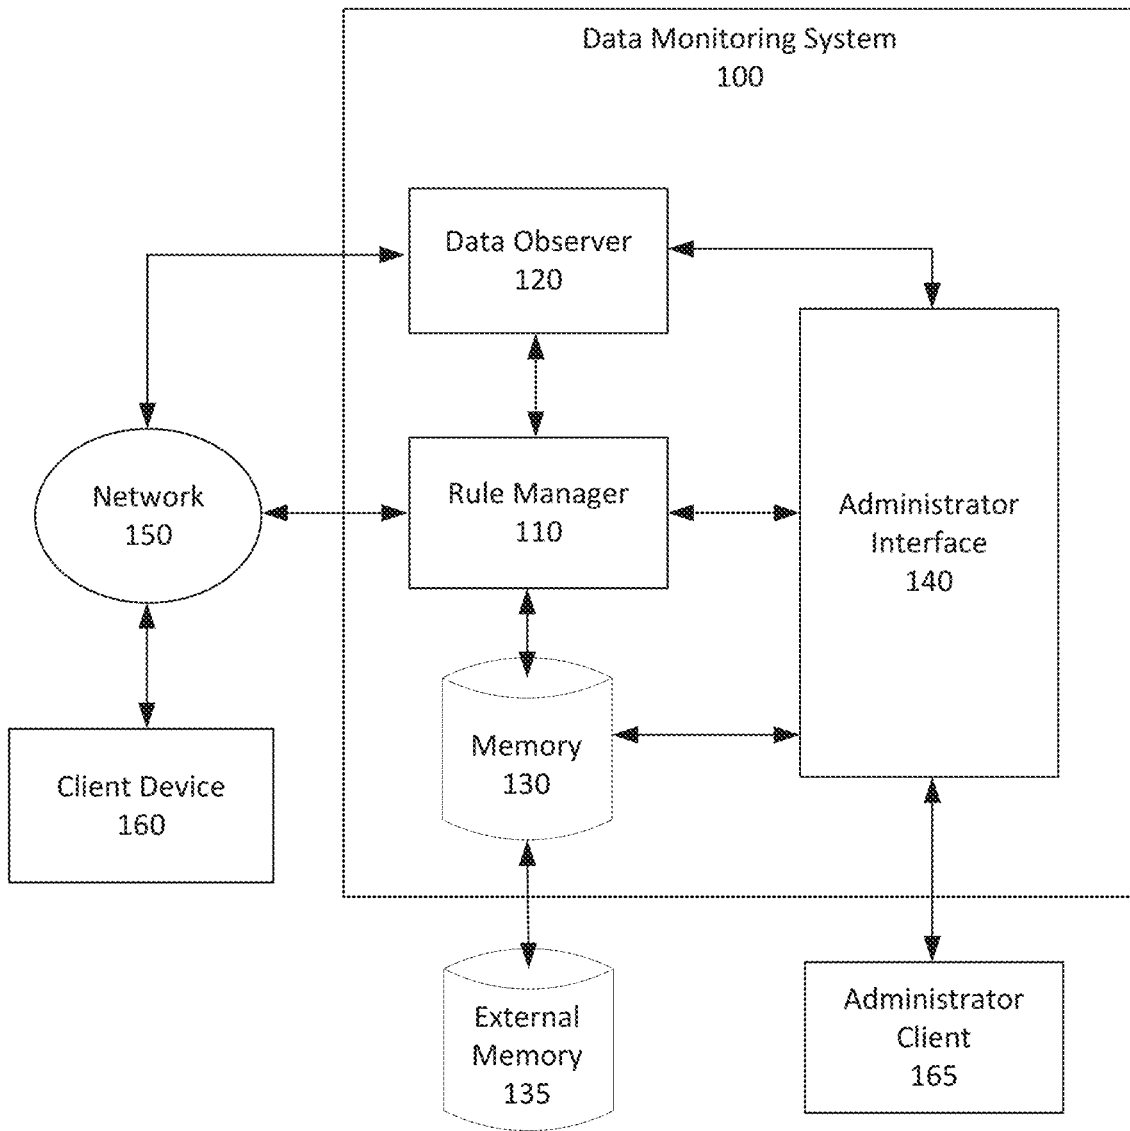 Data Monitoring System
100
Data Observer
120
Network
150
Rule Manager
110
Administrator
Interface
140
Memory
130
Client Device
160
External
Memory
135
Administrator
Client
165